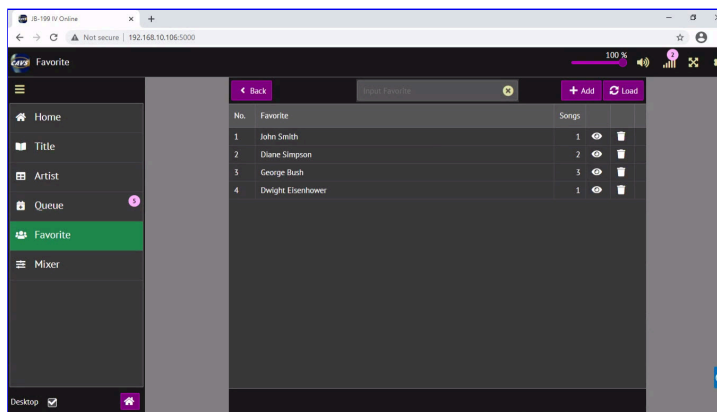 JB-199 IV Online
Not secure | 192.168.10.106:5000
CAVS Favorite 100 % 2
Back Input Favorite Add Load
No. Favorite Songs
Home
1 John Smith 1
Title
2 Diane Simpson 2
Artist
3 George Bush 3
4 Dwight Eisenhower 1
Queue 5
Favorite
Mixer
Desktop